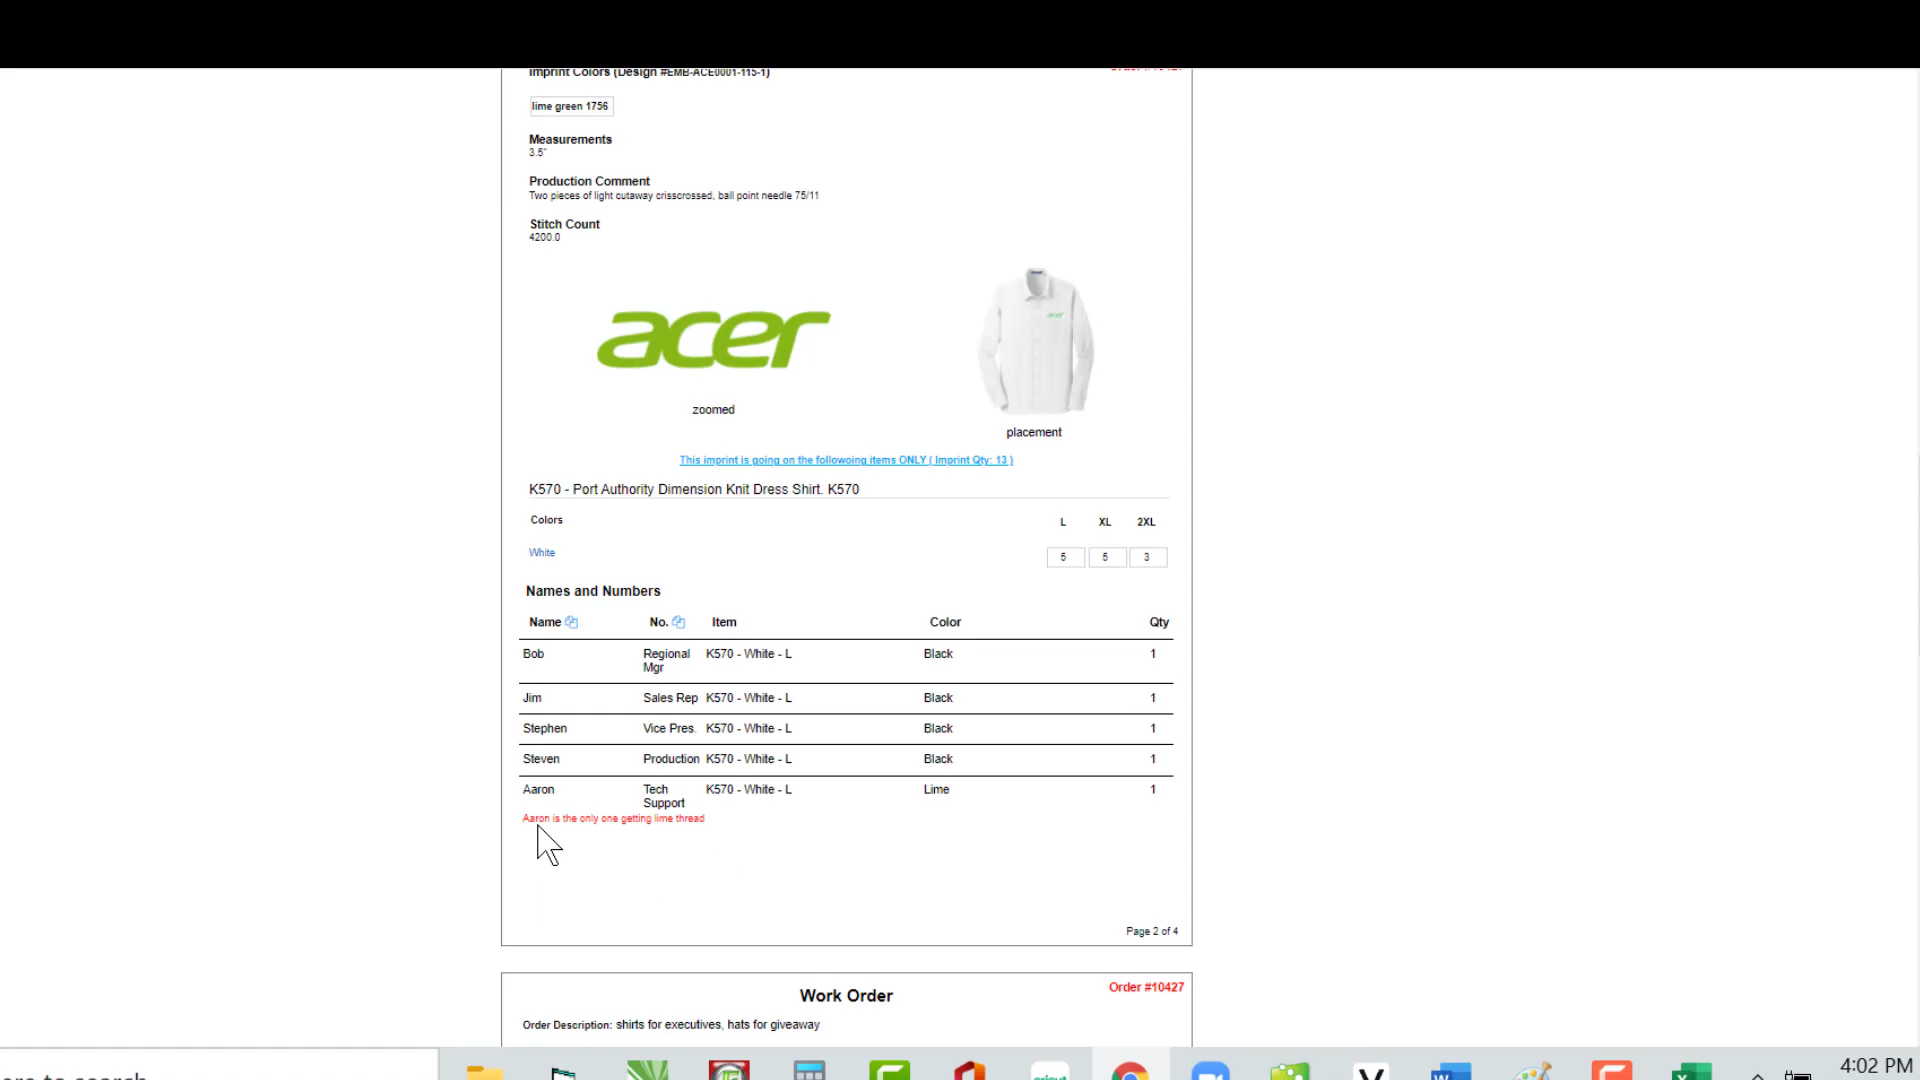 Imprint Colors (Design #EMB-ACE0001-115-1)
lime green 1756
Measurements
3.5"
Production Comment
Two pieces of light cutaway crisscrossed, ball point needle 75/11
Stitch Count
4200.0
acer
acer
zoomed
placement
This imprint is going on the followoing items ONLY ( Imprint Qty: 13 )
K570 - Port Authority Dimension Knit Dress Shirt. K570
Colors L XL 2XL
White 5 5 3
Names and Numbers
Name No. Item Color Qty
Bob Regional Mgr K570 - White - L Black 1
Jim Sales Rep K570 - White - L Black 1
Stephen Vice Pres. K570 - White - L Black 1
Steven Production K570 - White - L Black 1
Aaron Tech Support K570 - White - L Lime 1
Aaron is the only one getting lime thread
Page 2 of 4
Work Order
Order #10427
Order Description: shirts for executives, hats for giveaway
4:02 PM